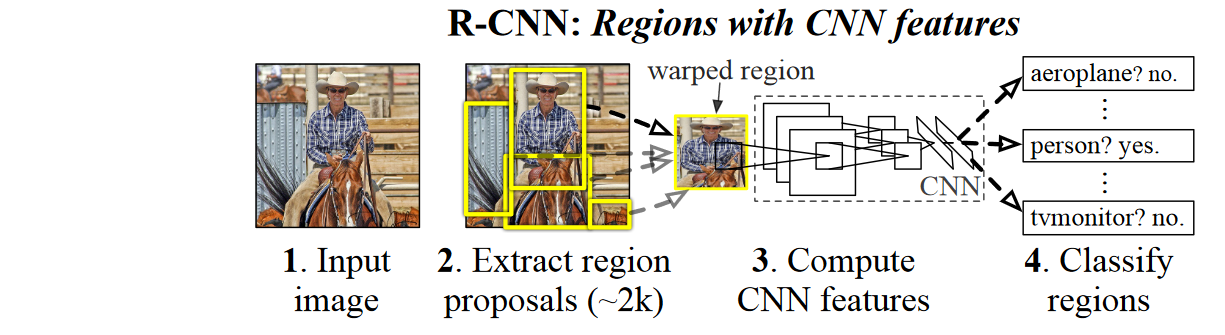 R-CNN: Regions with CNN features
warped region
aeroplane? no.
person? yes.
tvmonitor? no.
CNN
1. Input
image
2. Extract region
proposals (~2k)
3. Compute
CNN features
4. Classify
regions